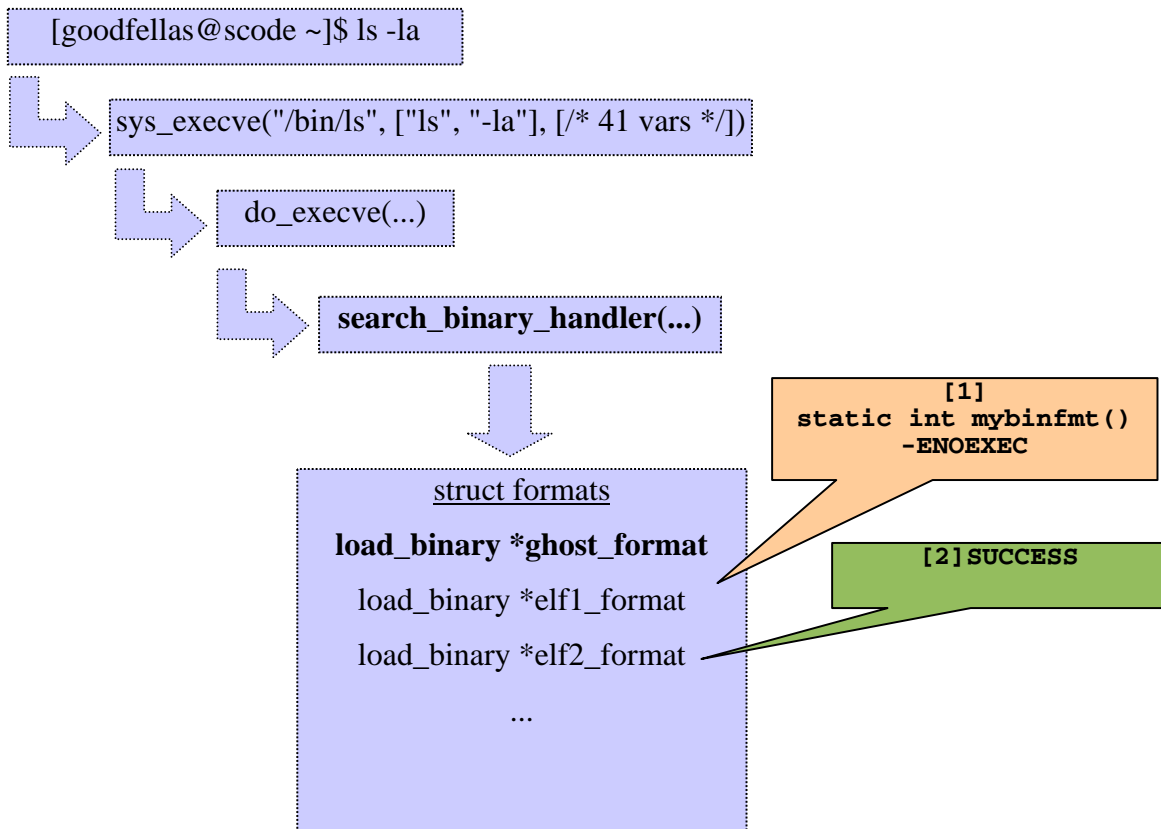 [goodfellas@scode ~]$ ls -la
sys_execve("/bin/ls", ["ls", "-la"], [/* 41 vars */])
do_execve(...)
search_binary_handler(...)
[1]
static int mybinfmt()
-ENOEXEC
struct formats
load_binary *ghost_format
[2]SUCCESS
load_binary *elf1_format
load_binary *elf2_format
...